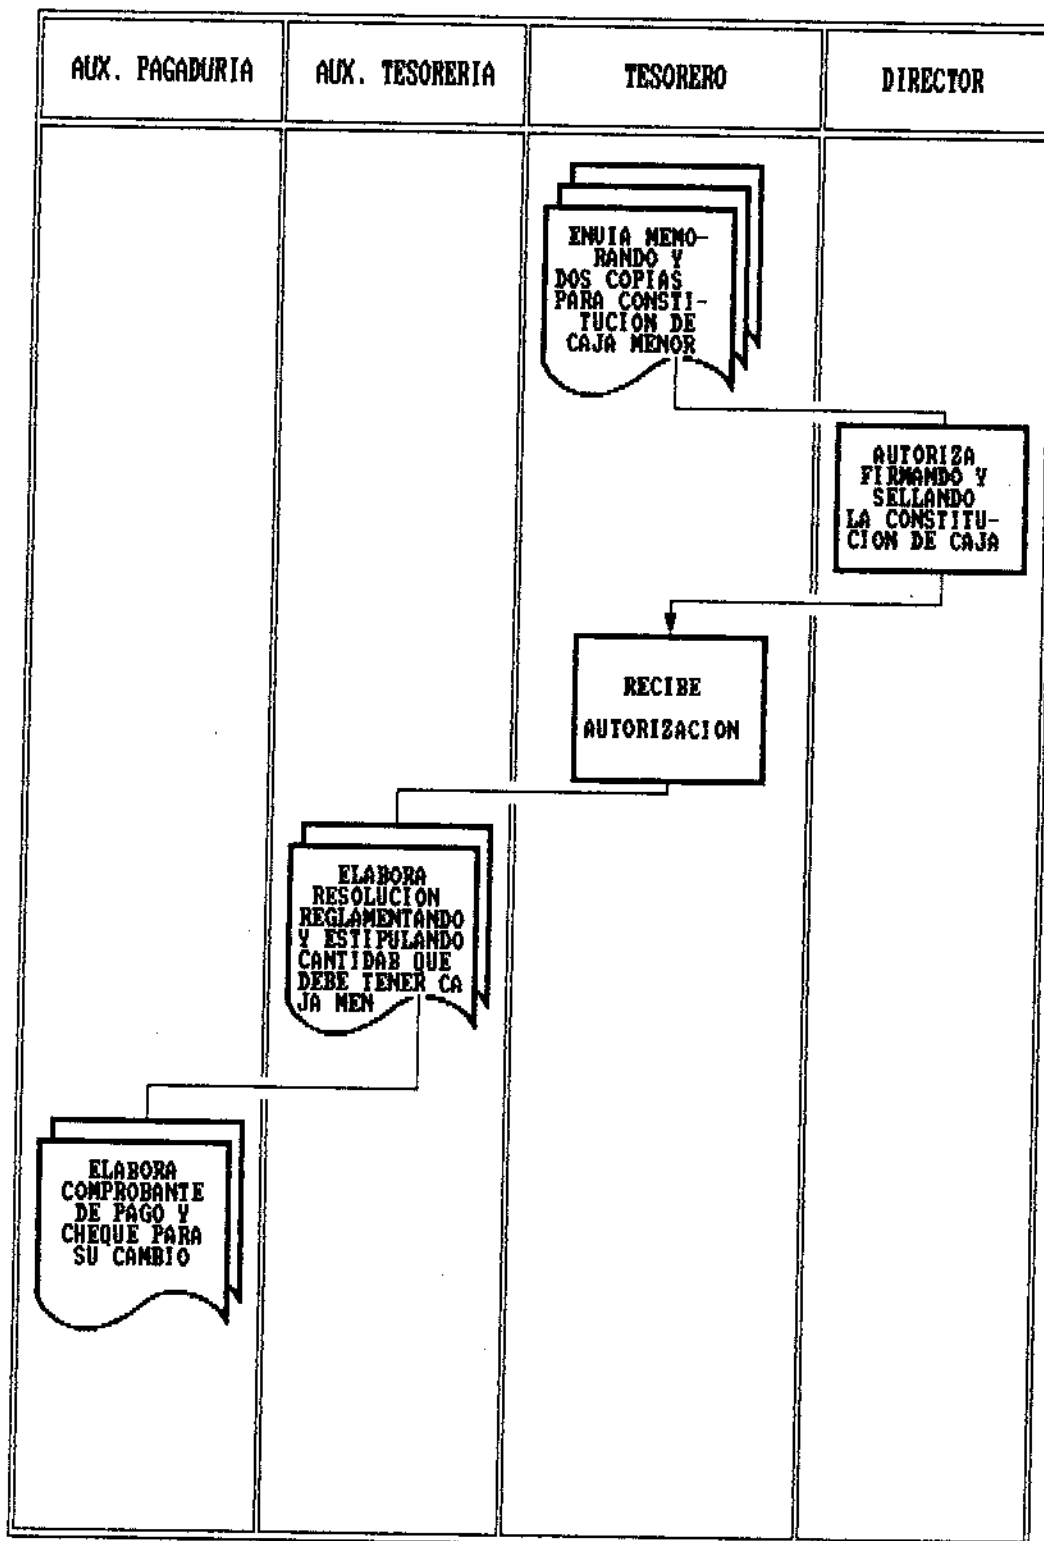 AUX. PAGADURIA
AUX. TESORERIA
TESORERO
DIRECTOR
ENVIA MEMO-
RANDO Y
DOS COPIAS
PARA CONSTI-
TUCION DE
CAJA MENOR
AUTORIZA
FIRMANDO Y
SELLANDO
LA CONSTITU-
CION DE CAJA
RECIBE
AUTORIZACION
ELABORA
RESOLUCION
REGLAMENTANDO
Y ESTIPULANDO
CANTIDAB QUE
DEBE TENER CA
JA MEN
ELABORA
COMPROBANTE
DE PAGO Y
CHEQUE PARA
SU CAMBIO